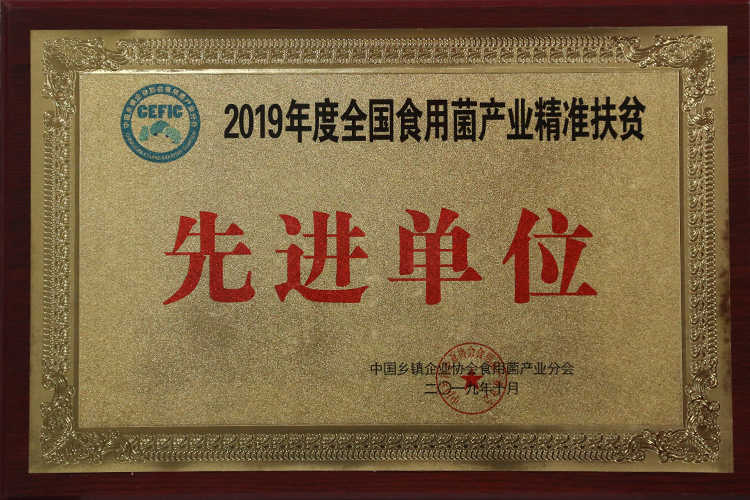 CEFIC
2019年度全国食用菌产业精准扶贫
先进单位
中国乡镇企业协会食用菌产业分会
二〇一九年十月